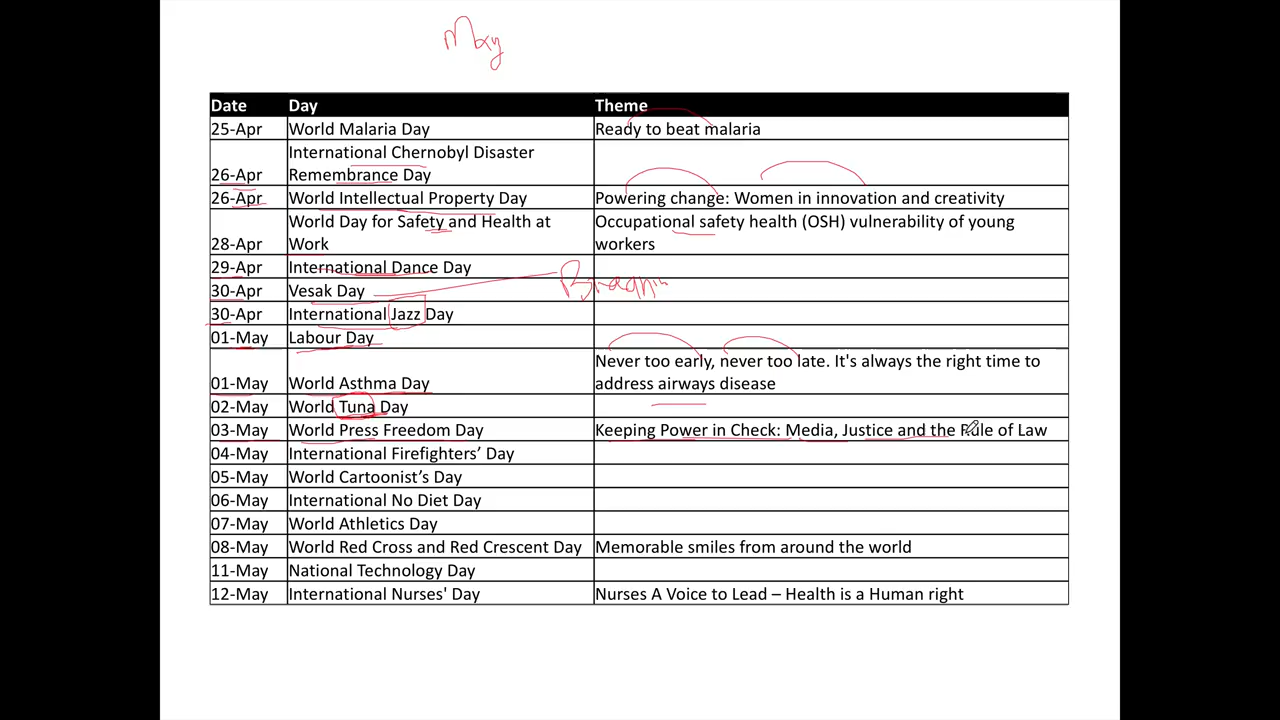 May
Date Day Theme
25-Apr World Malaria Day Ready to beat malaria
International Chernobyl Disaster
26-Apr Remembrance Day
26-Apr World Intellectual Property Day Powering change: Women in innovation and creativity
World Day for Safety and Health at Occupational safety health (OSH) vulnerability of young
28-Apr Work workers
29-Apr International Dance Day
30-Apr Vesak Day
30-Apr International Jazz Day
01-May Labour Day
Never too early, never too late. It's always the right time to
01-May World Asthma Day address airways disease
02-May World Tuna Day
03-May World Press Freedom Day Keeping Power in Check: Media, Justice and the Rule of Law
04-May International Firefighters’ Day
05-May World Cartoonist’s Day
06-May International No Diet Day
07-May World Athletics Day
08-May World Red Cross and Red Crescent Day Memorable smiles from around the world
11-May National Technology Day
12-May International Nurses' Day Nurses A Voice to Lead – Health is a Human right